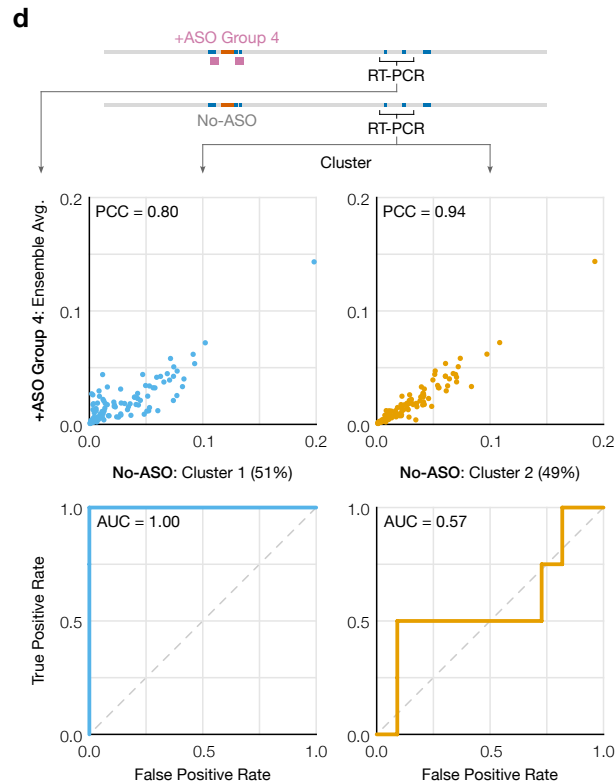 d
+ASO Group 4
RT-PCR
No-ASO
RT-PCR
Cluster
+ASO Group 4: Ensemble Avg.
0.2
0.1
0.0
PCC = 0.80
0.0 0.1 0.2
0.2
0.1
0.0
PCC = 0.94
0.0 0.1 0.2
No-ASO: Cluster 1 (51%)
No-ASO: Cluster 2 (49%)
True Positive Rate
1.0
0.5
0.0
AUC = 1.00
0.0 0.5 1.0
False Positive Rate
1.0
0.5
0.0
AUC = 0.57
0.0 0.5 1.0
False Positive Rate